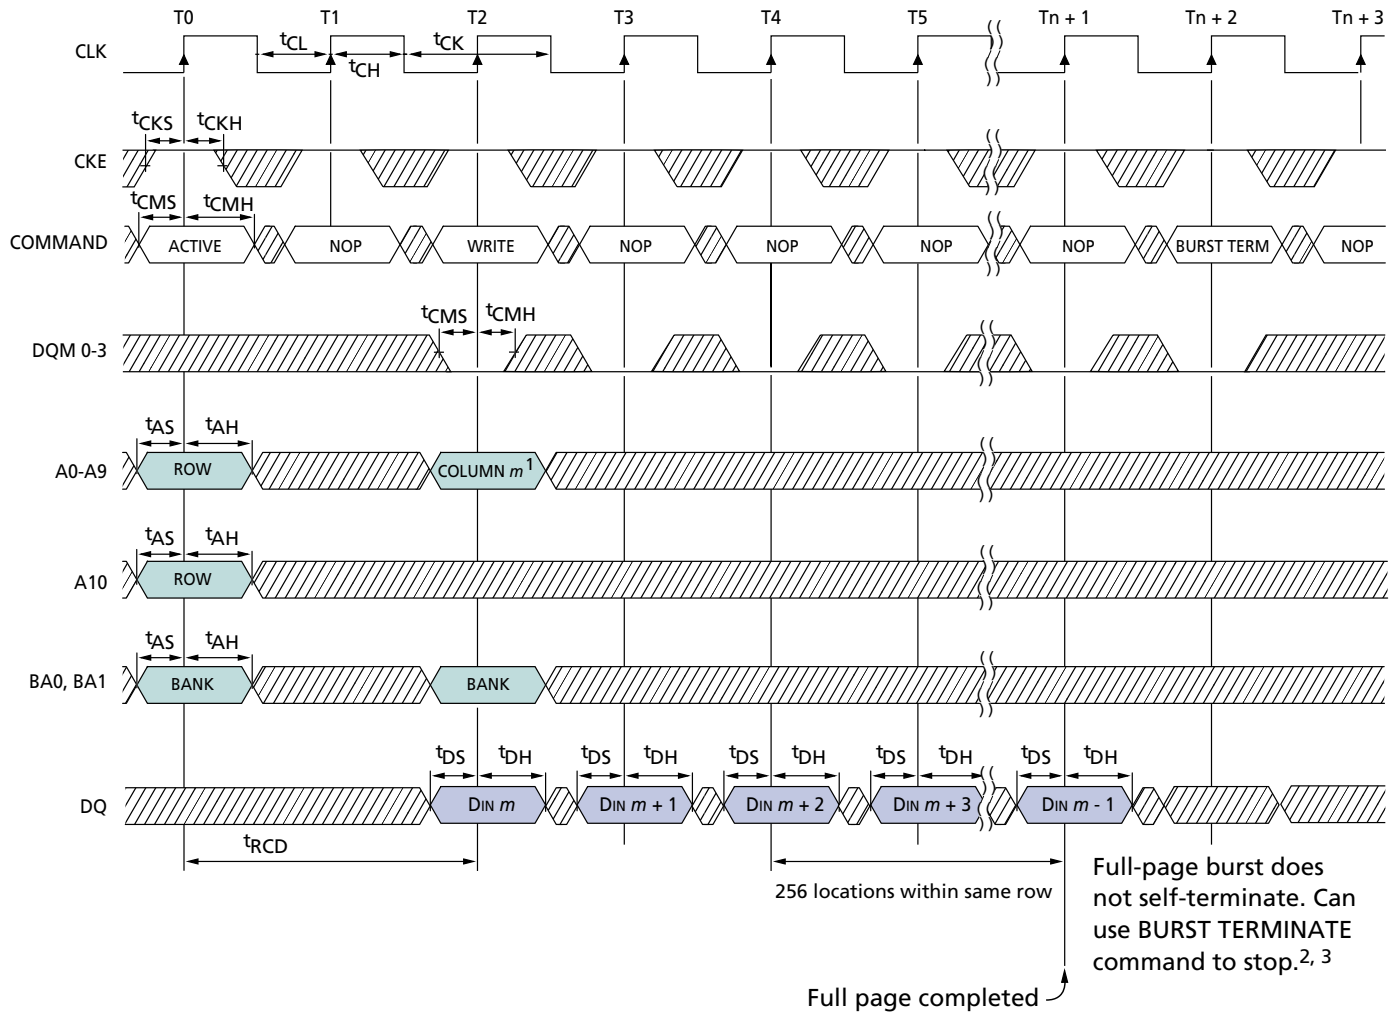 T0 T1 T2 T3 T4 T5 Tn + 1 Tn + 2 Tn + 3
CLK tCL tCH tCK
tCKS tCKH
CKE
tCMS tCMH
COMMAND ACTIVE NOP WRITE NOP NOP NOP NOP BURST TERM NOP
tCMS tCMH
DQM 0-3
tAS tAH
A0-A9 ROW COLUMN m1
tAS tAH
A10 ROW
tAS tAH
BA0, BA1 BANK BANK
tDS tDH tDS tDH tDS tDH tDS tDH tDS tDH
DQ DIN m DIN m + 1 DIN m + 2 DIN m + 3 DIN m - 1
tRCD
256 locations within same row
Full-page burst does
not self-terminate. Can
use BURST TERMINATE
command to stop.2, 3
Full page completed